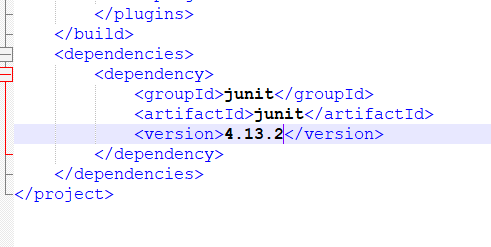 </plugins>
</build>
<dependencies>
<dependency>
<groupId>junit</groupId>
<artifactId>junit</artifactId>
<version>4.13.2</version>
</dependency>
</dependencies>
</project>